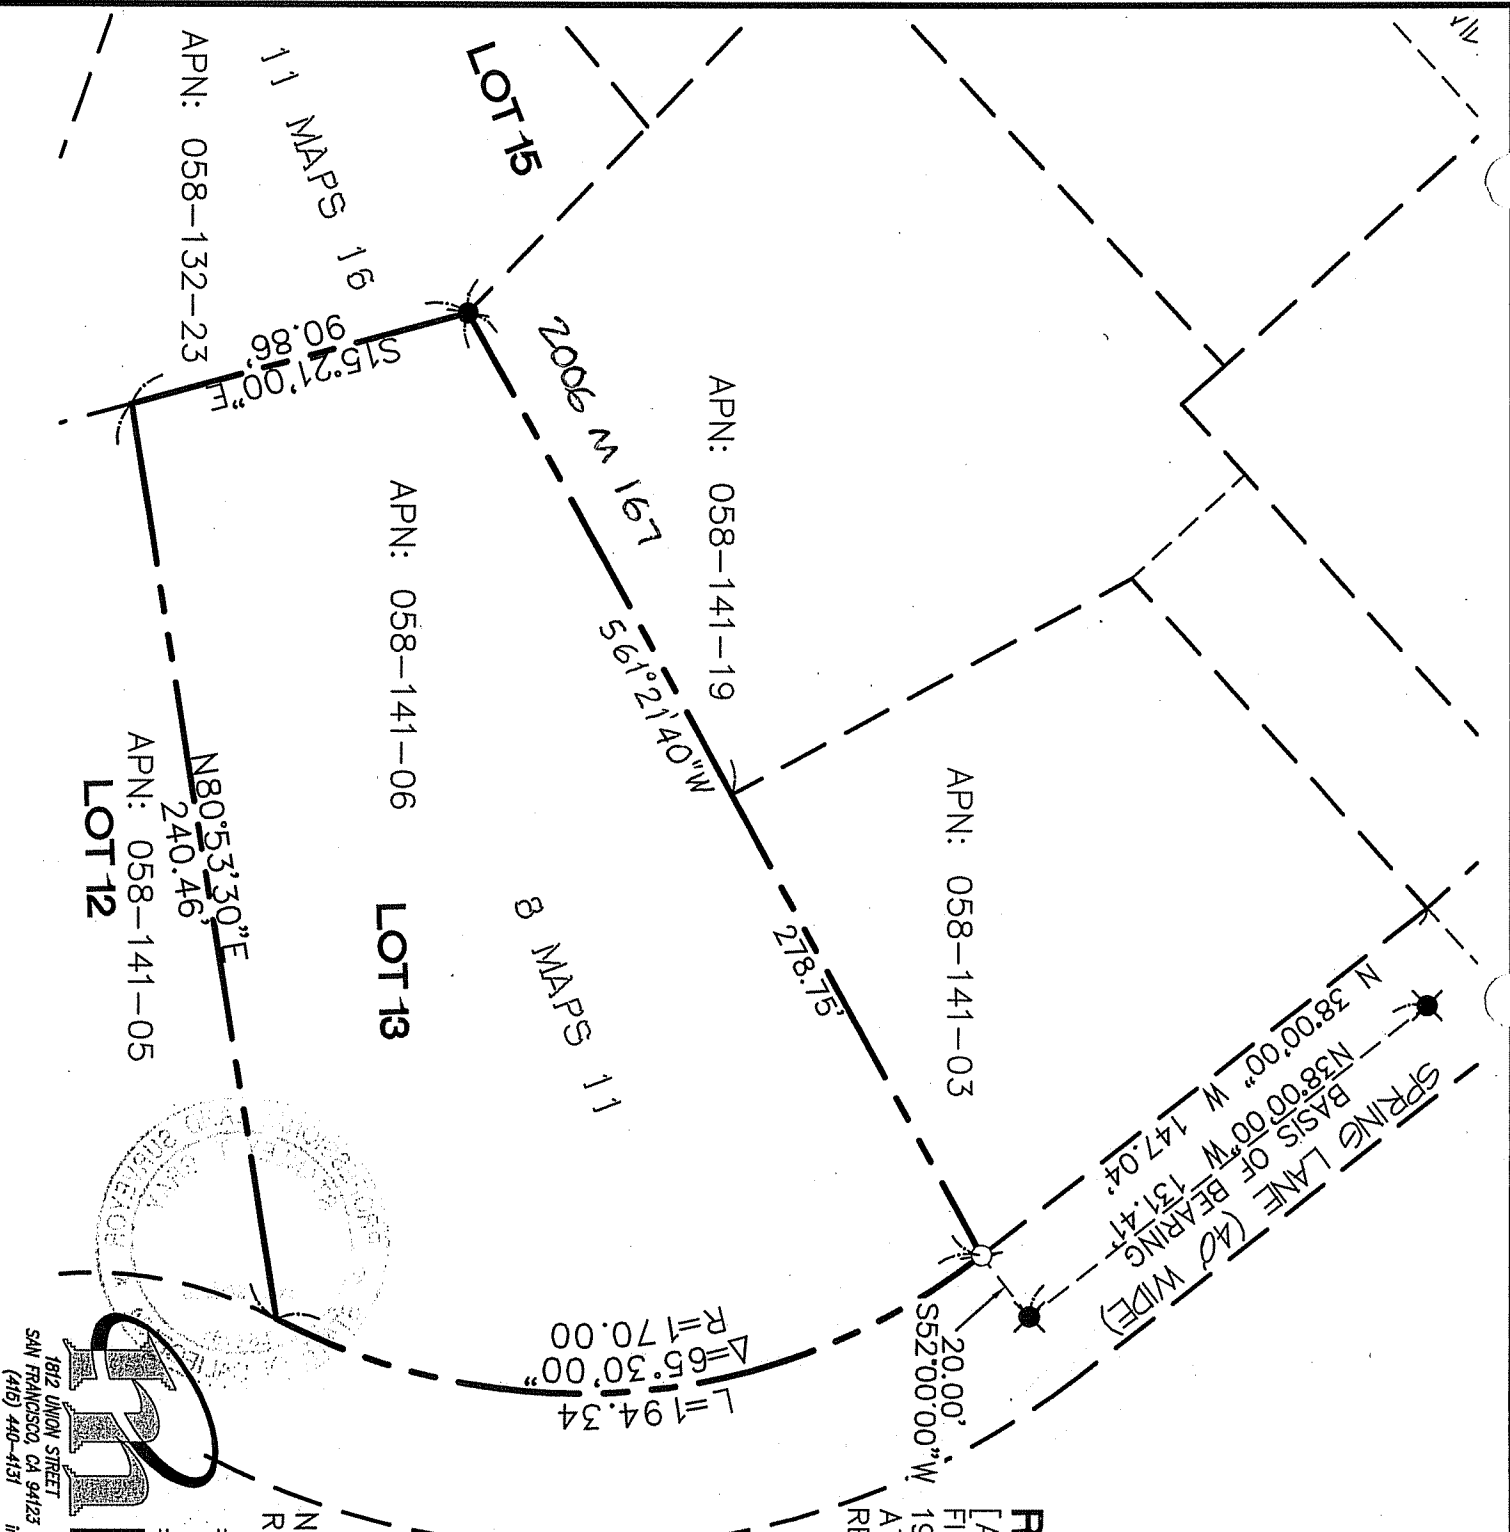 LOT 15
11 MAPS 16
APN: 058-132-23
S15°21'00"E
90.86'
2006 M 167
APN: 058-141-19
S61°21'40"W
278.75'
APN: 058-141-03
APN: 058-141-06
LOT 13
8 MAPS 11
N80°53'30"E
240.46'
APN: 058-141-05
LOT 12
N 38°00'00" W 147.04'
N38°00'00"W 131.41'
BASIS OF BEARING
SPRING LANE (40' WIDE)
20.00'
S52°00'00"W
L=194.34
Δ=65°30'00"
R=170.00
1812 UNION STREET
SAN FRANCISCO, CA 94123
(415) 440-4131